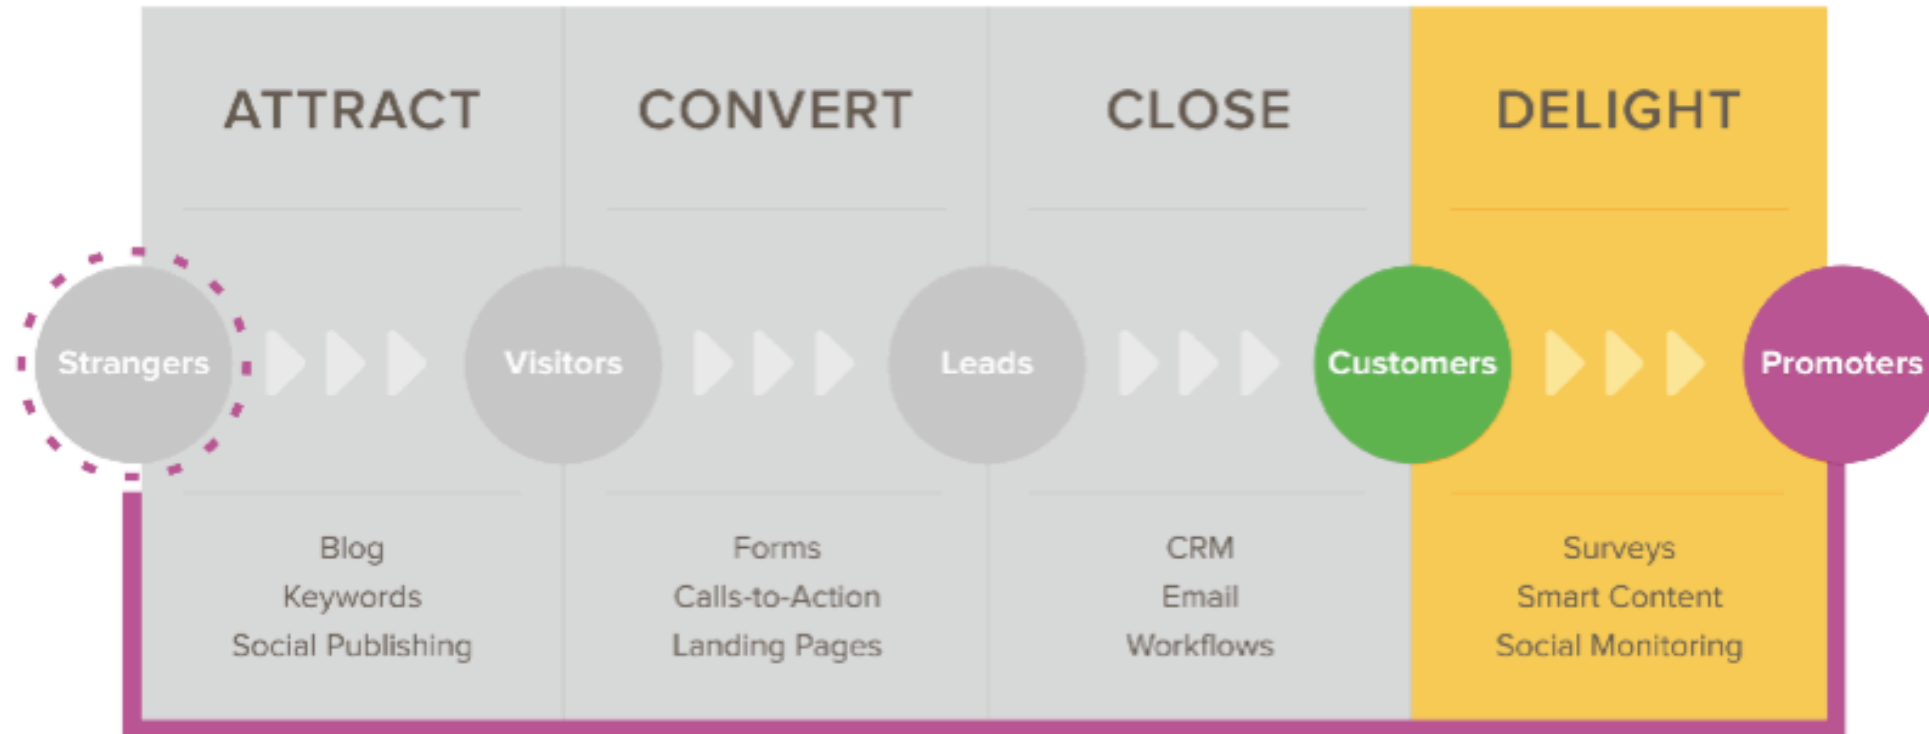 ATTRACT
CONVERT
CLOSE
DELIGHT
Strangers
Visitors
Leads
Customers
Promoters
Blog
Keywords
Social Publishing
Forms
Calls-to-Action
Landing Pages
CRM
Email
Workflows
Surveys
Smart Content
Social Monitoring